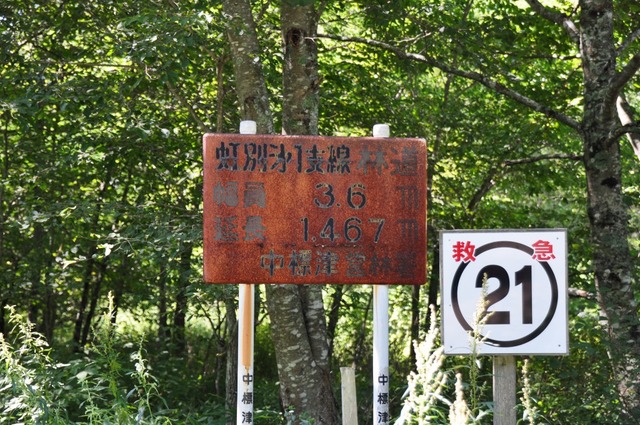 虹別沙1支線林道
幅員 3.6 m
延長 1.467 m
中標津営林署
救急
21
中標津
中標津